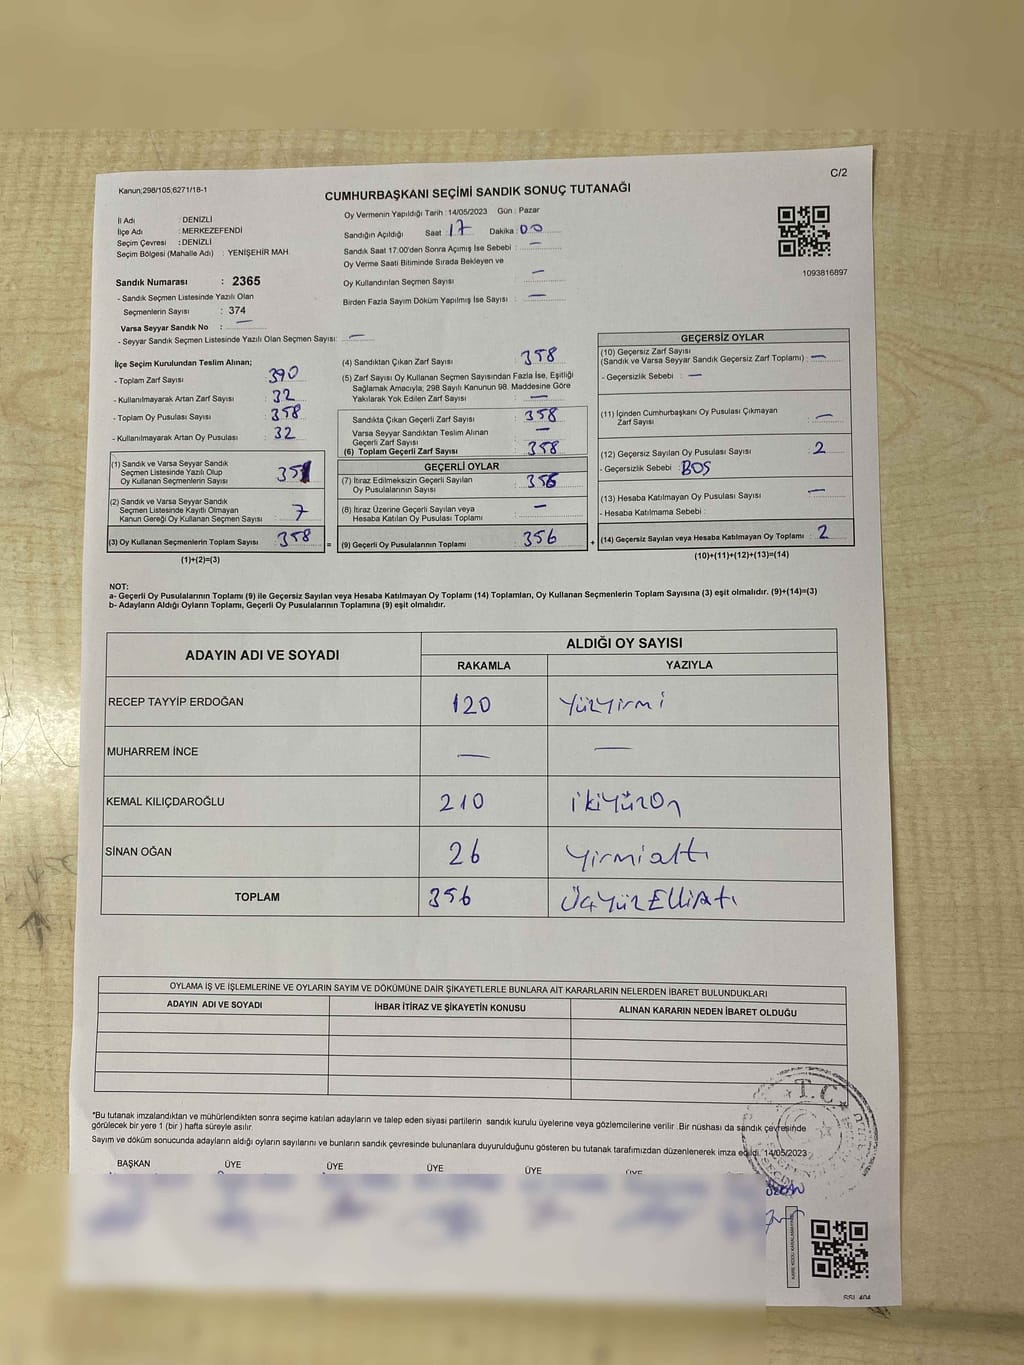 C/2
Kanun;298/105;6271/18-1
CUMHURBAŞKANI SEÇİMİ SANDIK SONUÇ TUTANAĞI
İl Adı : DENİZLİ
İlçe Adı : MERKEZEFENDİ
Seçim Çevresi : DENİZLİ
Seçim Bölgesi (Mahalle Adı) : YENİŞEHİR MAH
Oy Vermenin Yapıldığı Tarih : 14/05/2023 Gün : Pazar
Sandığın Açıldığı Saat : 17 Dakika : 00
Sandık Saat 17:00'den Sonra Açımış İse Sebebi : —
Oy Verme Saati Bitiminde Sırada Bekleyen ve
Oy Kullandırılan Seçmen Sayısı : —
Birden Fazla Sayım Döküm Yapılmış İse Sayısı : —
1093816897
Sandık Numarası : 2365
- Sandık Seçmen Listesinde Yazılı Olan
Seçmenlerin Sayısı : 374
Varsa Seyyar Sandık No : —
- Seyyar Sandık Seçmen Listesinde Yazılı Olan Seçmen Sayısı: —
İlçe Seçim Kurulundan Teslim Alınan;
- Toplam Zarf Sayısı : 390
- Kullanılmayarak Artan Zarf Sayısı : 32
- Toplam Oy Pusulası Sayısı : 358
- Kullanılmayarak Artan Oy Pusulası : 32
(1) Sandık ve Varsa Seyyar Sandık
Seçmen Listesinde Yazılı Olup
Oy Kullanan Seçmenlerin Sayısı : 351
(2) Sandık ve Varsa Seyyar Sandık
Seçmen Listesinde Kayıtlı Olmayan
Kanun Gereği Oy Kullanan Seçmen Sayısı : 7
(3) Oy Kullanan Seçmenlerin Toplam Sayısı : 358
(1)+(2)=(3)
=
(4) Sandıktan Çıkan Zarf Sayısı : 358
(5) Zarf Sayısı Oy Kullanan Seçmen Sayısından Fazla İse, Eşitliği
Sağlamak Amacıyla; 298 Sayılı Kanunun 98. Maddesine Göre
Yakılarak Yok Edilen Zarf Sayısı : —
Sandıkta Çıkan Geçerli Zarf Sayısı : 358
Varsa Seyyar Sandıktan Teslim Alınan
Geçerli Zarf Sayısı : —
(6) Toplam Geçerli Zarf Sayısı : 358
GEÇERLİ OYLAR
(7) İtiraz Edilmeksizin Geçerli Sayılan
Oy Pusulalarının Sayısı : 356
(8) İtiraz Üzerine Geçerli Sayılan veya
Hesaba Katılan Oy Pusulası Toplamı : —
(9) Geçerli Oy Pusulalarının Toplamı : 356
+
GEÇERSİZ OYLAR
(10) Geçersiz Zarf Sayısı
(Sandık ve Varsa Seyyar Sandık Geçersiz Zarf Toplamı) : —
- Geçersizlik Sebebi : —
(11) İçinden Cumhurbaşkanı Oy Pusulası Çıkmayan
Zarf Sayısı : —
(12) Geçersiz Sayılan Oy Pusulası Sayısı : 2
- Geçersizlik Sebebi : BOŞ
(13) Hesaba Katılmayan Oy Pusulası Sayısı : —
- Hesaba Katılmama Sebebi :
(14) Geçersiz Sayılan veya Hesaba Katılmayan Oy Toplamı : 2
(10)+(11)+(12)+(13)=(14)
NOT:
a- Geçerli Oy Pusulalarının Toplamı (9) ile Geçersiz Sayılan veya Hesaba Katılmayan Oy Toplamı (14) Toplamları, Oy Kullanan Seçmenlerin Toplam Sayısına (3) eşit olmalıdır. (9)+(14)=(3)
b- Adayların Aldığı Oyların Toplamı, Geçerli Oy Pusulalarının Toplamına (9) eşit olmalıdır.
ADAYIN ADI VE SOYADI
ALDIĞI OY SAYISI
RAKAMLA YAZIYLA
RECEP TAYYİP ERDOĞAN 120 Yüzyirmi
MUHARREM İNCE — —
KEMAL KILIÇDAROĞLU 210 ikiyüzOn
SİNAN OĞAN 26 Yirmialtı
TOPLAM 356 ÜçyüzElliAltı
OYLAMA İŞ VE İŞLEMLERİNE VE OYLARIN SAYIM VE DÖKÜMÜNE DAİR ŞİKAYETLERLE BUNLARA AİT KARARLARIN NELERDEN İBARET BULUNDUKLARI
ADAYIN ADI VE SOYADI İHBAR İTİRAZ VE ŞİKAYETİN KONUSU ALINAN KARARIN NEDEN İBARET OLDUĞU
*Bu tutanak imzalandıktan ve mühürlendikten sonra seçime katılan adayların ve talep eden siyasi partilerin sandık kurulu üyelerine veya gözlemcilerine verilir .Bir nüshası da sandık çevresinde
görülecek bir yere 1 (bir ) hafta süreyle asılır.
Sayım ve döküm sonucunda adayların aldığı oyların sayılarını ve bunların sandık çevresinde bulunanlara duyurulduğunu gösteren bu tutanak tarafımızdan düzenlenerek imza edildi. 14/05/2023
BAŞKAN ÜYE ÜYE ÜYE ÜYE ÜYE
T.C.